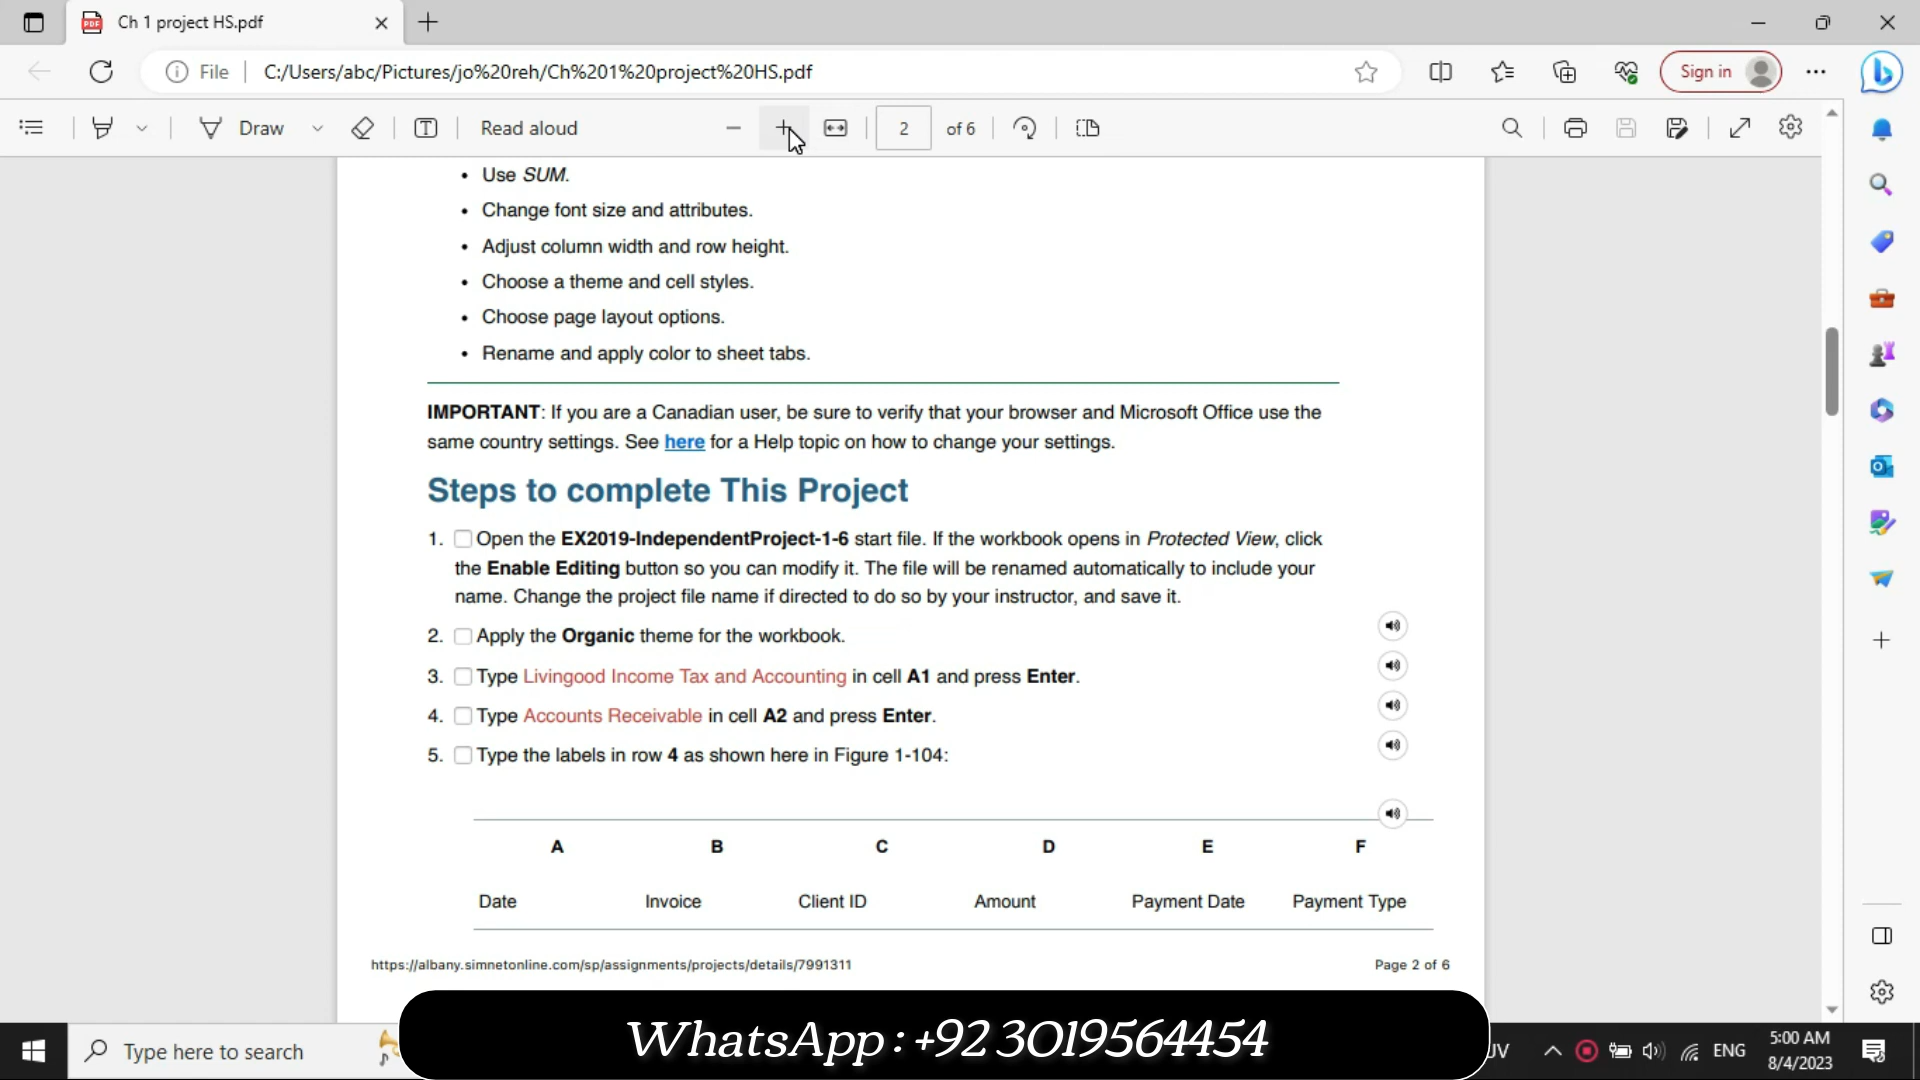 Ch 1 project HS.pdf
File
C:/Users/abc/Pictures/jo%20reh/Ch%201%20project%20HS.pdf
Sign in
Draw
Read aloud
2
of 6
• Use SUM.
• Change font size and attributes.
• Adjust column width and row height.
• Choose a theme and cell styles.
• Choose page layout options.
• Rename and apply color to sheet tabs.
IMPORTANT: If you are a Canadian user, be sure to verify that your browser and Microsoft Office use the
same country settings. See here for a Help topic on how to change your settings.
Steps to complete This Project
1. Open the EX2019-IndependentProject-1-6 start file. If the workbook opens in Protected View, click
the Enable Editing button so you can modify it. The file will be renamed automatically to include your
name. Change the project file name if directed to do so by your instructor, and save it.
2. Apply the Organic theme for the workbook.
3. Type Livingood Income Tax and Accounting in cell A1 and press Enter.
4. Type Accounts Receivable in cell A2 and press Enter.
5. Type the labels in row 4 as shown here in Figure 1-104:
A B C D E F
Date Invoice Client ID Amount Payment Date Payment Type
https://albany.simnetonline.com/sp/assignments/projects/details/7991311
Page 2 of 6
WhatsApp : +92 3019564454
Type here to search
ENG
5:00 AM
8/4/2023